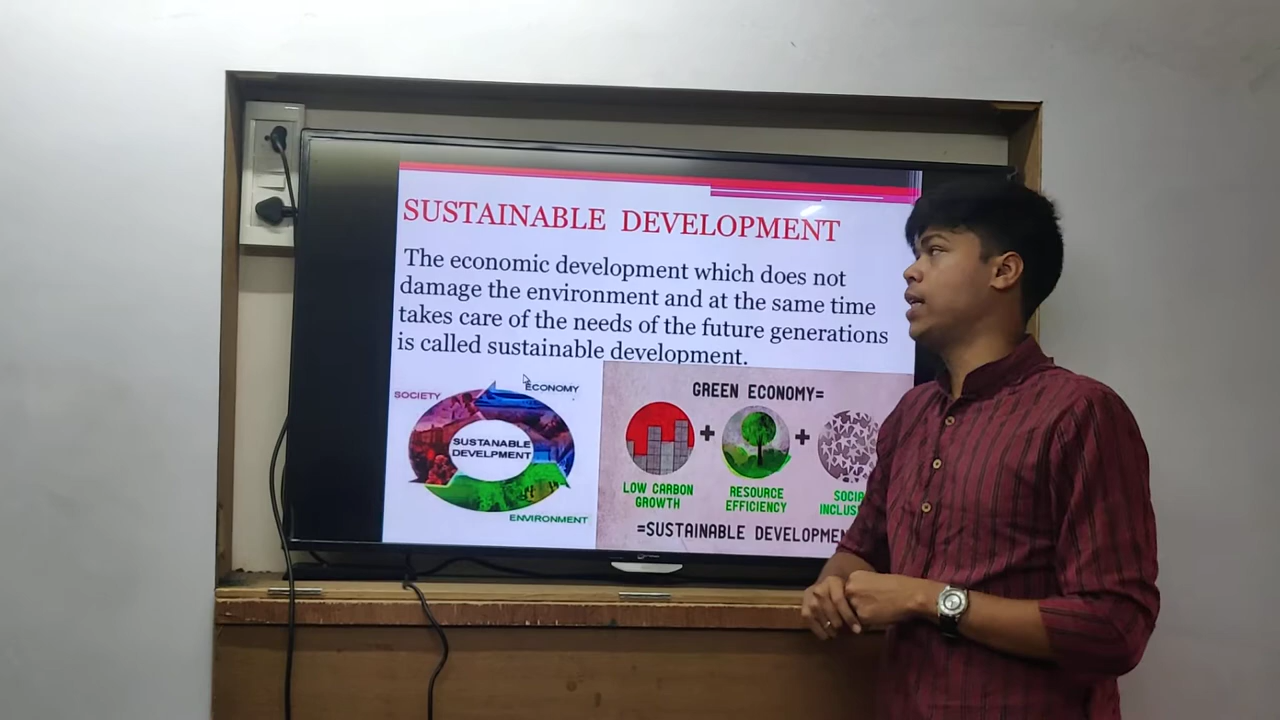 SUSTAINABLE DEVELOPMENT
The economic development which does not
damage the environment and at the same time
takes care of the needs of the future generations
is called sustainable development.
SOCIETY
ECONOMY
SUSTANABLE
DEVELPMENT
ENVIRONMENT
GREEN ECONOMY=
+ +
LOW CARBON
GROWTH
RESOURCE
EFFICIENCY
=SUSTAINABLE